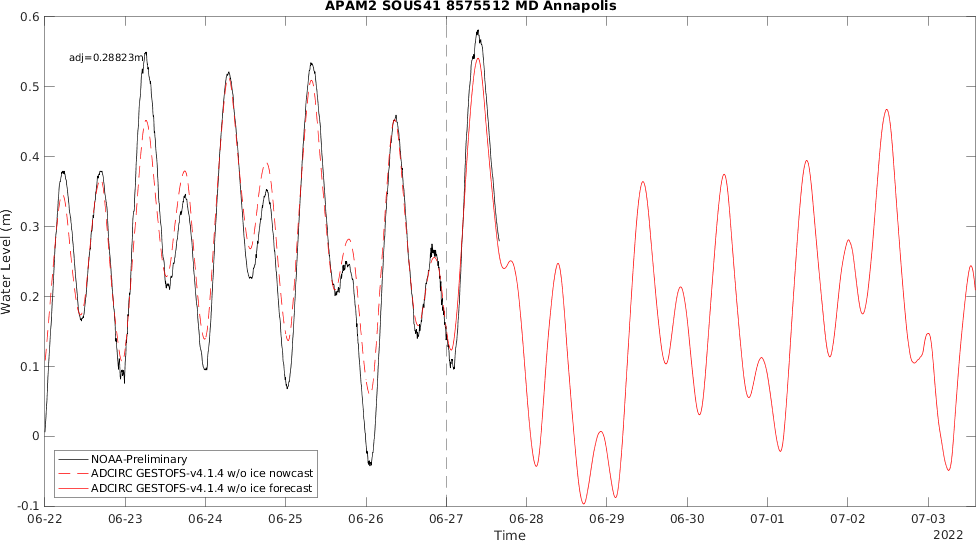 APAM2 SOUS41 8575512 MD Annapolis
adj=0.28823m
Water Level (m)
0.6
0.5
0.4
0.3
0.2
0.1
0
-0.1
NOAA-Preliminary
ADCIRC GESTOFS-v4.1.4 w/o ice nowcast
ADCIRC GESTOFS-v4.1.4 w/o ice forecast
06-22 06-23 06-24 06-25 06-26 06-27 06-28 06-29 06-30 07-01 07-02 07-03
Time
2022